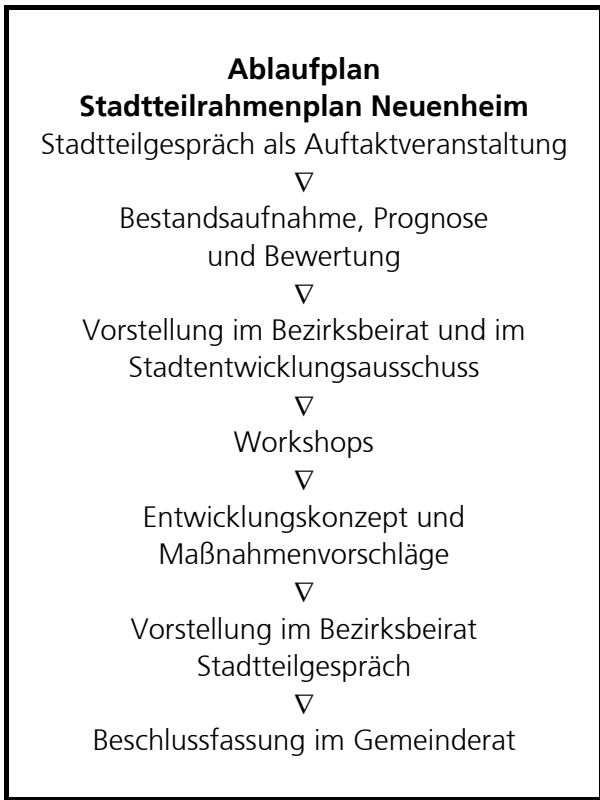 Ablaufplan
Stadtteilrahmenplan Neuenheim
Stadtteilgespräch als Auftaktveranstaltung
∇
Bestandsaufnahme, Prognose
und Bewertung
∇
Vorstellung im Bezirksbeirat und im
Stadtentwicklungsausschuss
∇
Workshops
∇
Entwicklungskonzept und
Maßnahmenvorschläge
∇
Vorstellung im Bezirksbeirat
Stadtteilgespräch
∇
Beschlussfassung im Gemeinderat